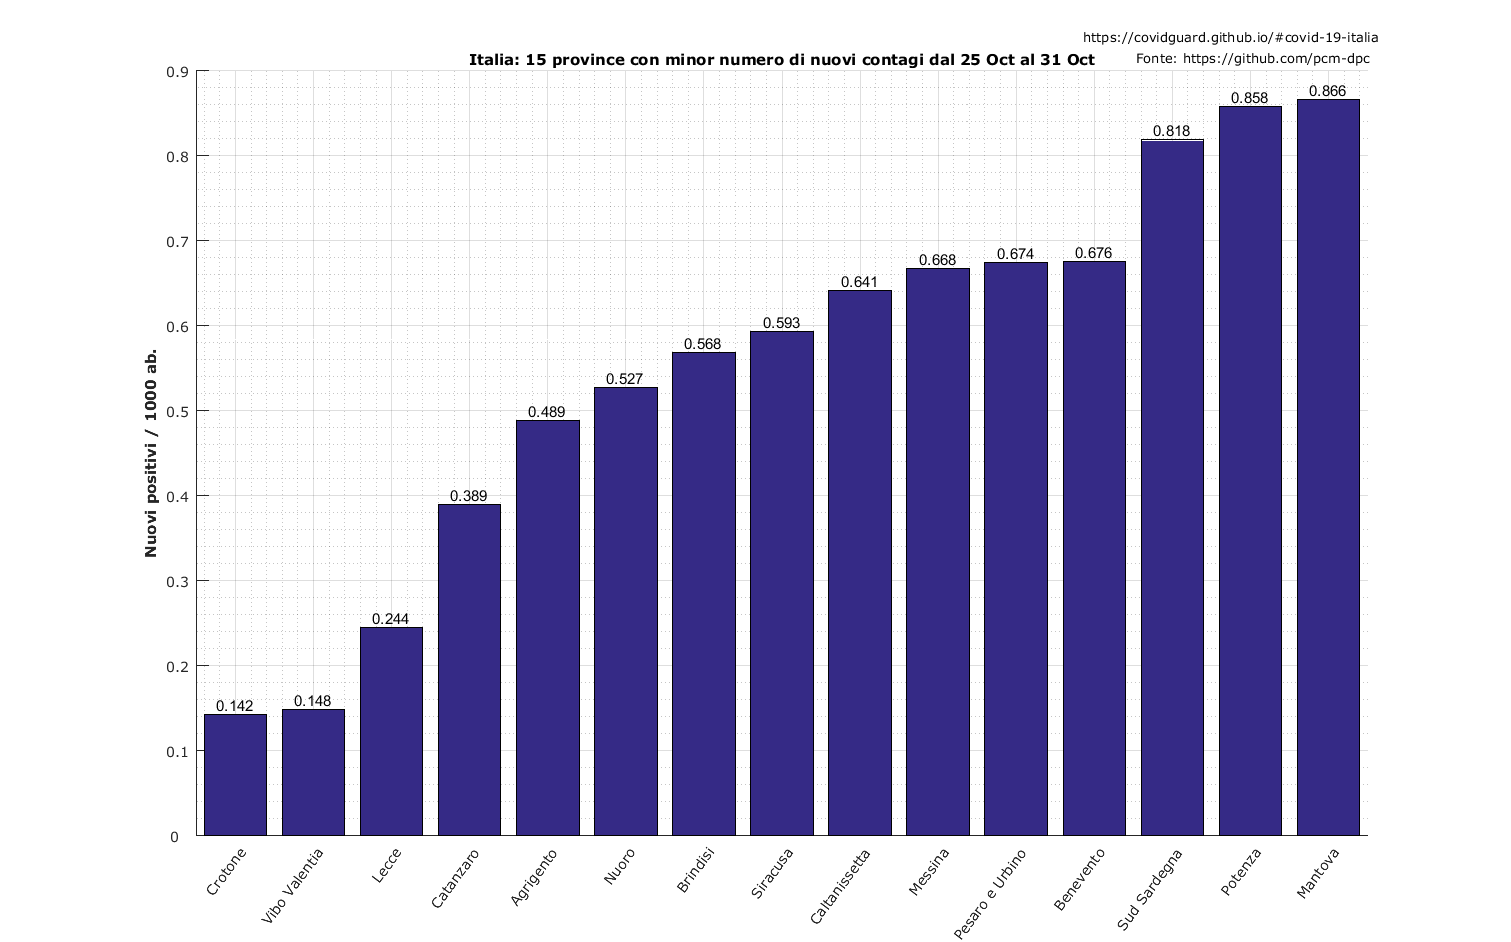 https://covidguard.github.io/#covid-19-italia
Italia: 15 province con minor numero di nuovi contagi dal 25 Oct al 31 Oct
Fonte: https://github.com/pcm-dpc
Nuovi positivi / 1000 ab.
0.9
0.8
0.7
0.6
0.5
0.4
0.3
0.2
0.1
0
0.142
0.148
0.244
0.389
0.489
0.527
0.568
0.593
0.641
0.668
0.674
0.676
0.818
0.858
0.866
Crotone
Vibo Valentia
Lecce
Catanzaro
Agrigento
Nuoro
Brindisi
Siracusa
Caltanissetta
Messina
Pesaro e Urbino
Benevento
Sud Sardegna
Potenza
Mantova